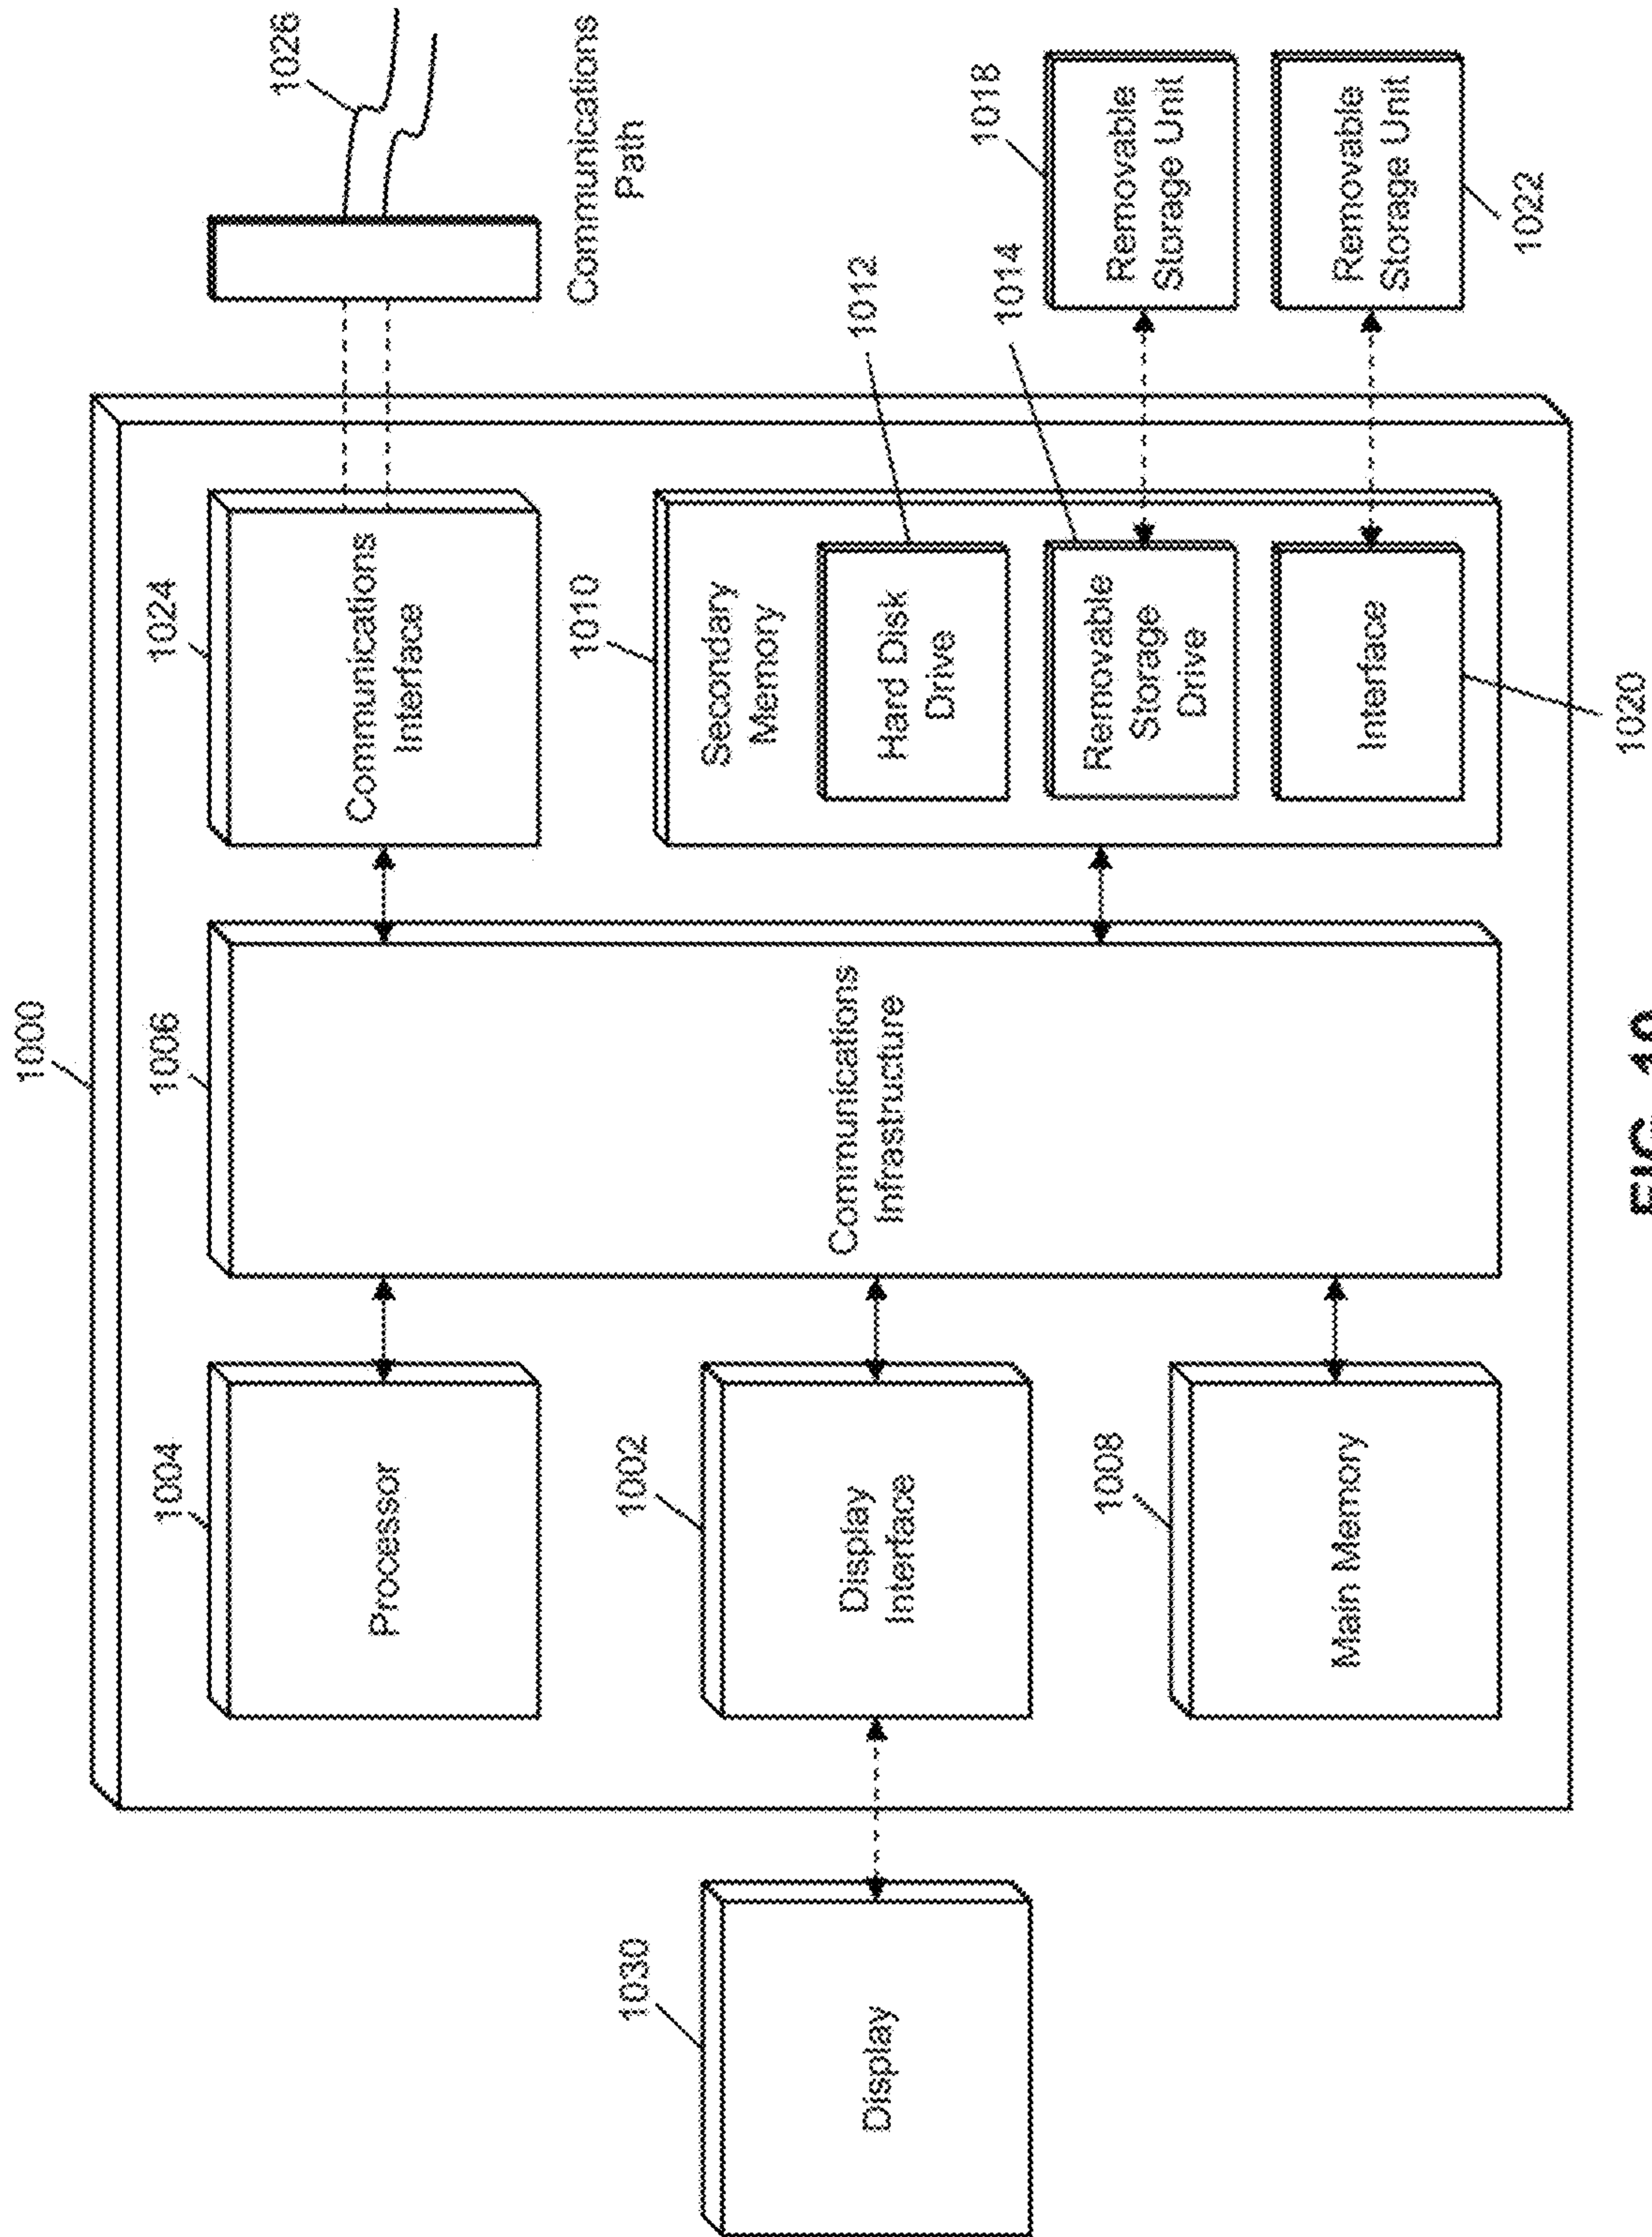 1000
1004
1006
1024
1026
Processor
Communications
Interface
Communications
Path
1030
1002
1010
Display
Display
Interface
Communications
Infrastructure
Secondary
Memory
1012
Hard Disk
Drive
1014
1018
1008
Removable
Storage
Drive
Removable
Storage Unit
Main Memory
Interface
Removable
Storage Unit
1022
1020
FIG. 10